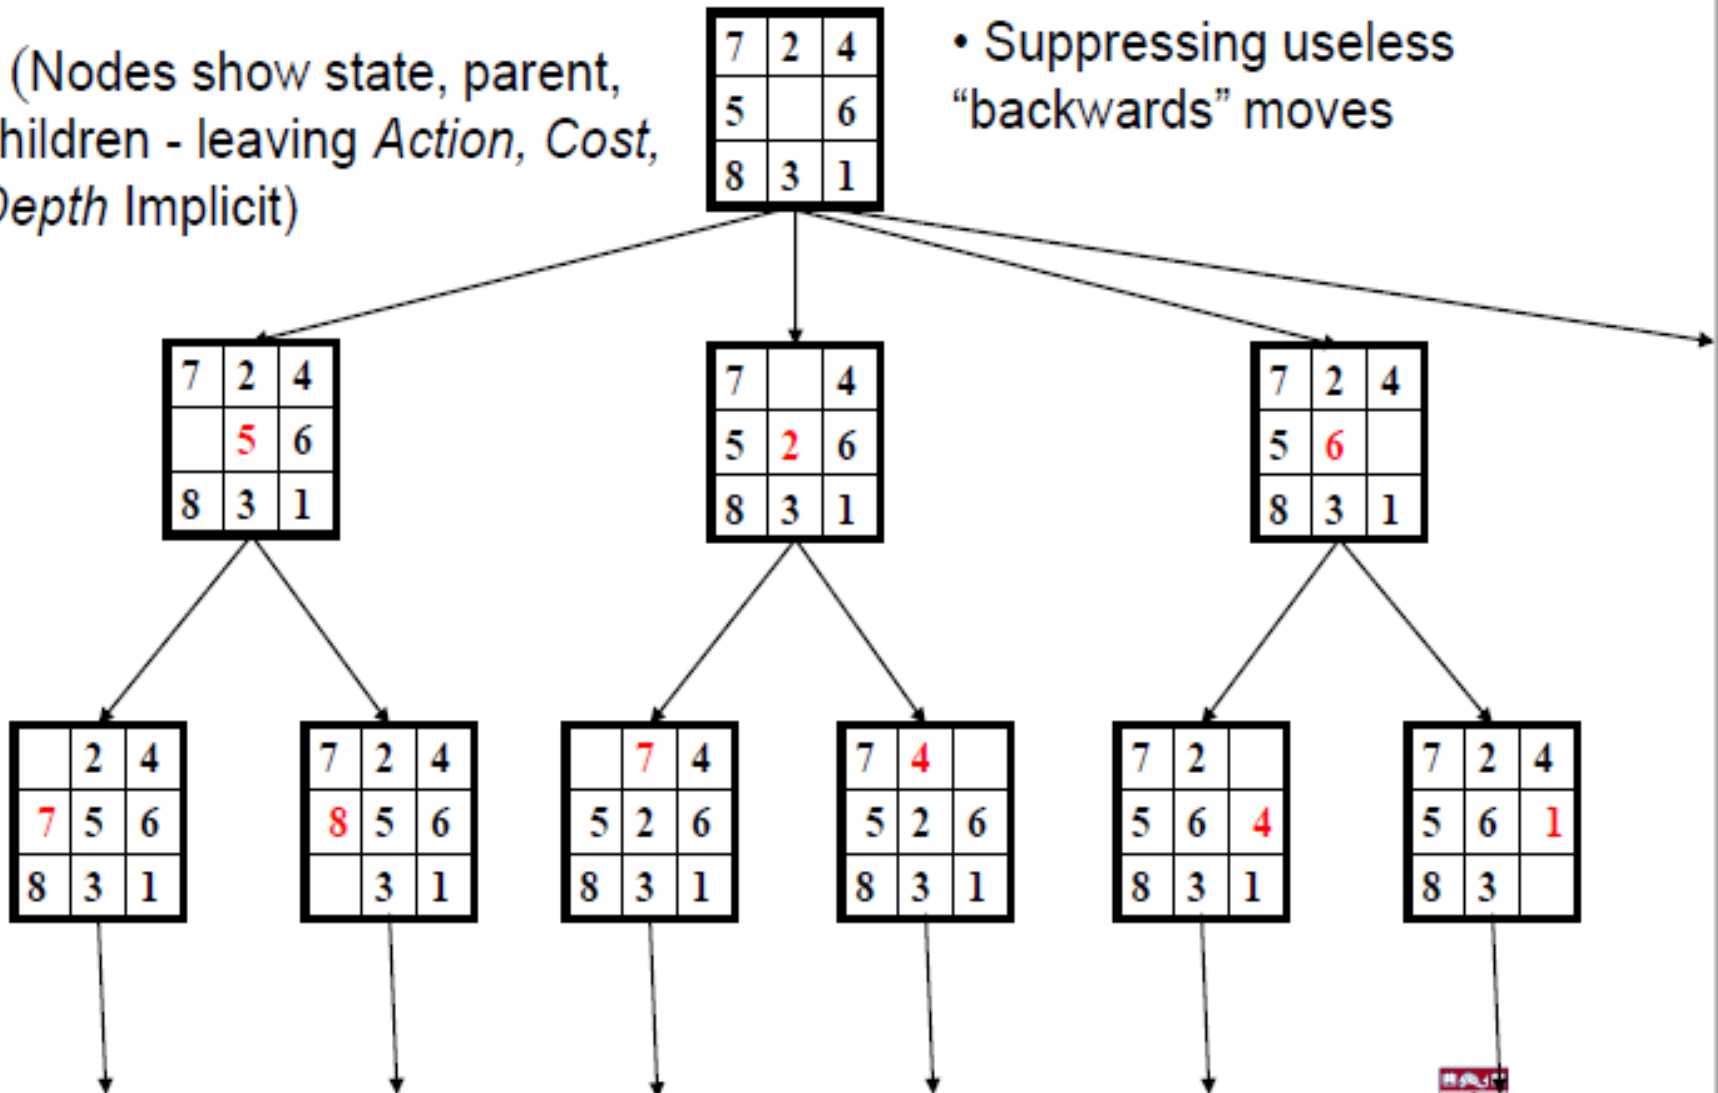 (Nodes show state, parent,
hildren - leaving Action, Cost,
Depth Implicit)
• Suppressing useless
“backwards” moves
7 2 4
5 6
8 3 1
7 2 4
5 6
8 3 1
7 4
5 2 6
8 3 1
7 2 4
5 6
8 3 1
2 4
7 5 6
8 3 1
7 2 4
8 5 6
3 1
7 4
5 2 6
8 3 1
7 4
5 2 6
8 3 1
7 2
5 6 4
8 3 1
7 2 4
5 6 1
8 3